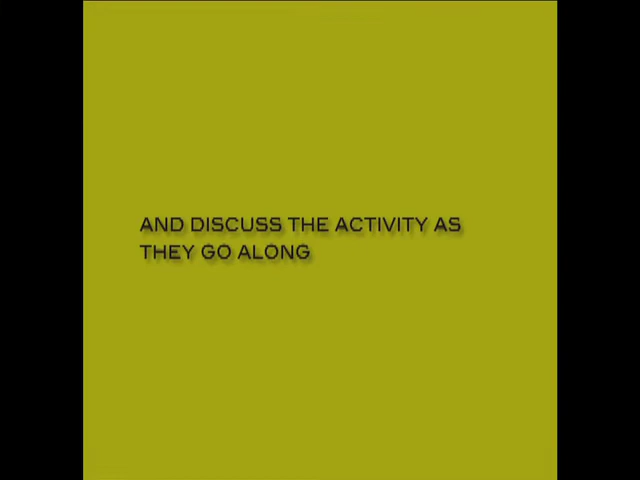 AND DISCUSS THE ACTIVITY AS
THEY GO ALONG